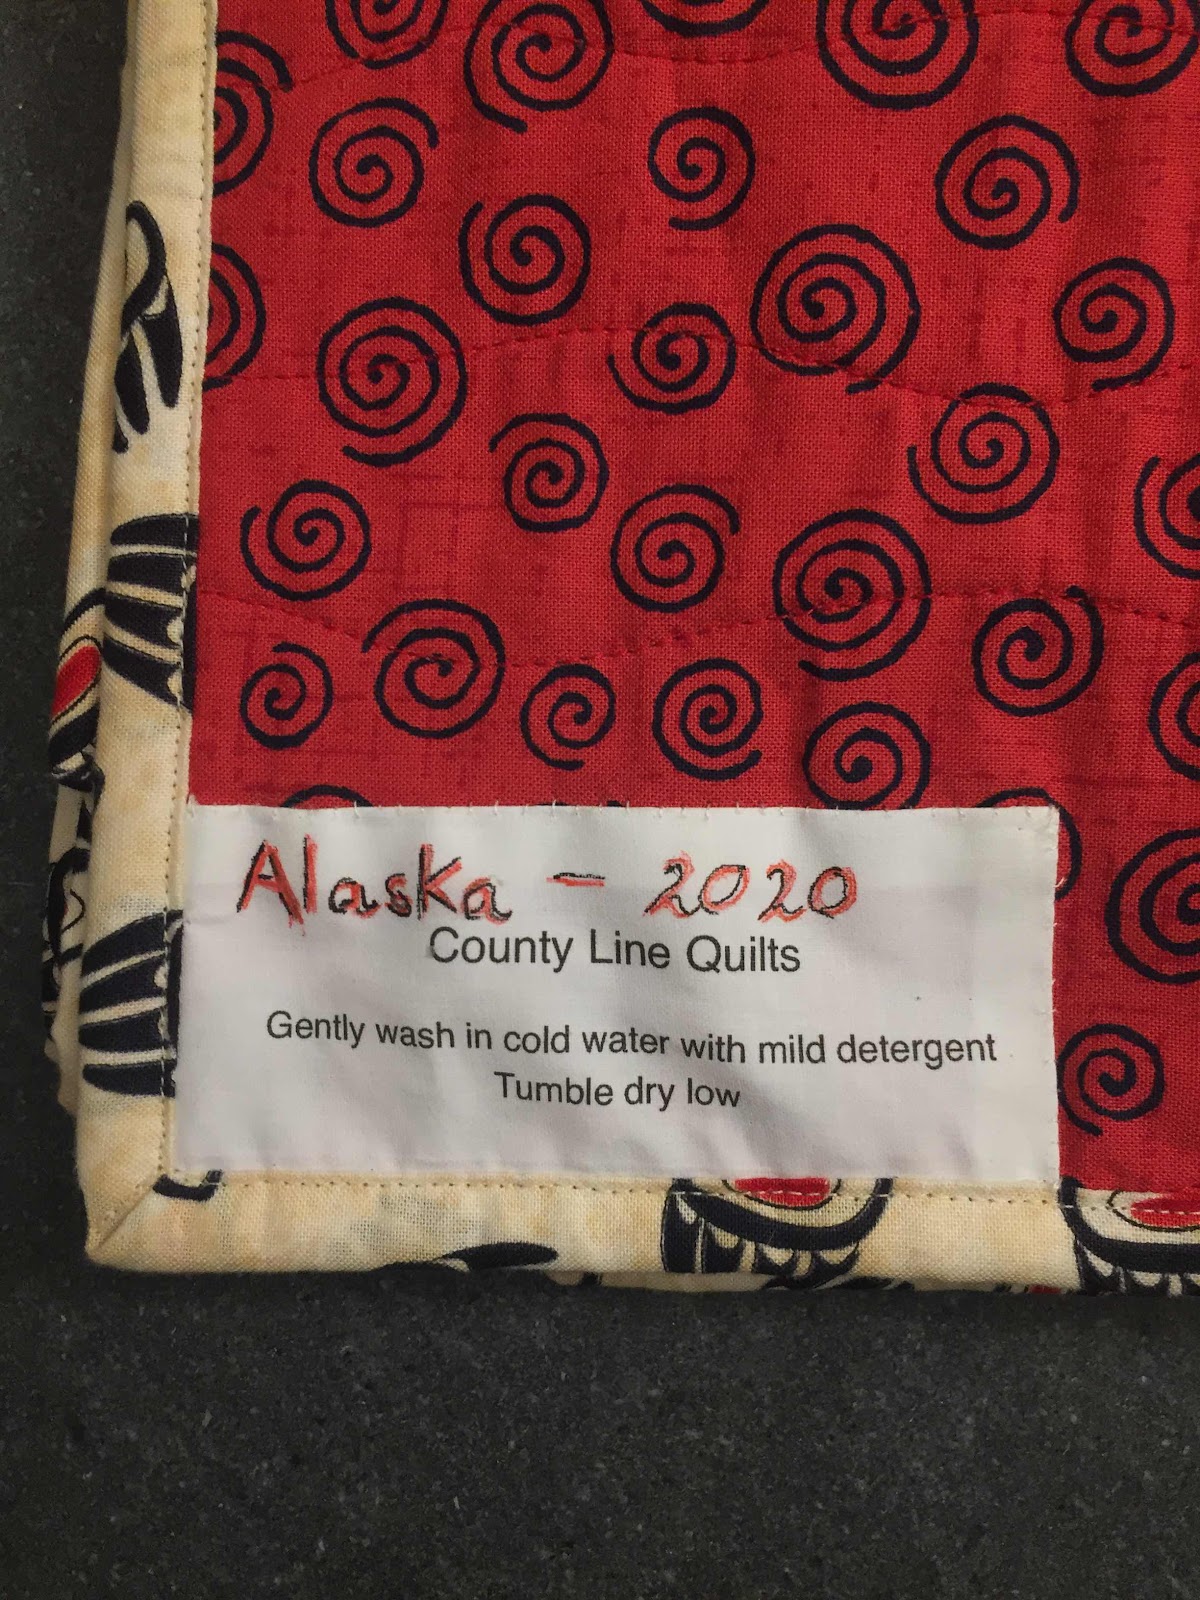 Alaska – 2020
County Line Quilts
Gently wash in cold water with mild detergent
Tumble dry low